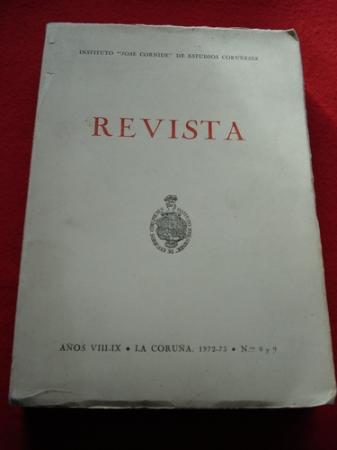 INSTITUTO "JOSE CORNIDE" DE ESTUDIOS CORUÑESES
REVISTA
AÑOS VIII-IX • LA CORUÑA, 1972-73 • N.os 8 y 9